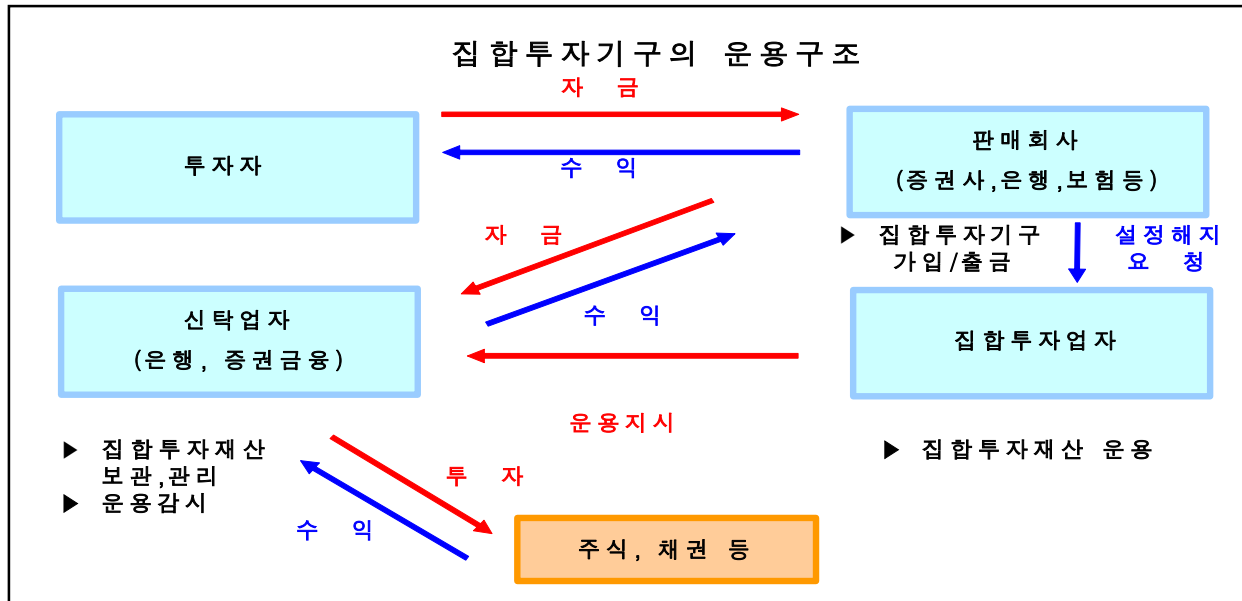 집합투자기구의 운용구조
자 금
투자자
수 익
판매회사
(증권사,은행,보험등)
자 금
▶ 집합투자기구
가입/출금
설정해지
요 청
신탁업자
(은행, 증권금융)
수 익
집합투자업자
운용지시
▶ 집합투자재산
보관,관리
▶ 운용감시
▶ 집합투자재산 운용
투 자
수 익
주식, 채권 등